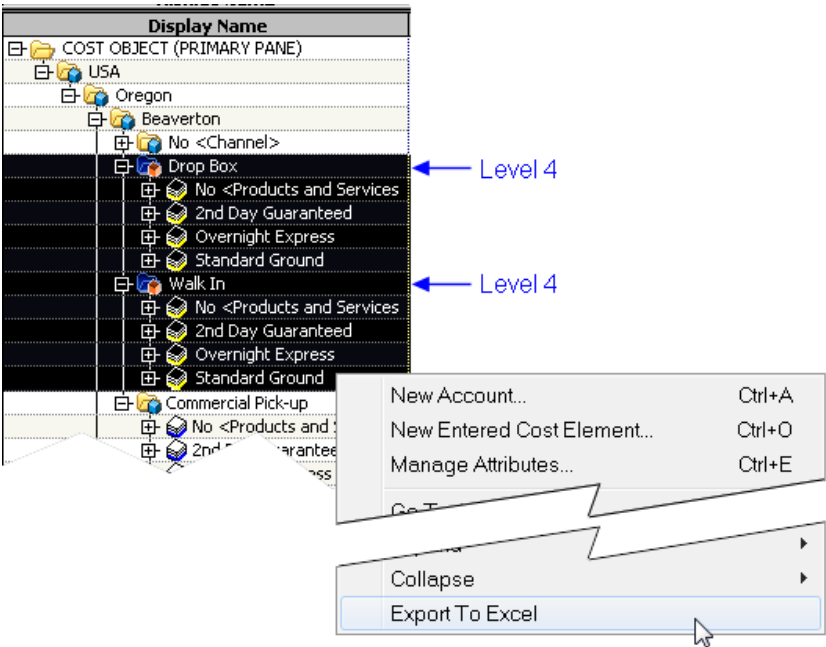 Display Name
COST OBJECT (PRIMARY PANE)
USA
Oregon
Beaverton
No <Channel>
Drop Box
Level 4
No <Products and Services
2nd Day Guaranteed
Overnight Express
Standard Ground
Walk In
Level 4
No <Products and Services
2nd Day Guaranteed
Overnight Express
Standard Ground
Commercial Pick-up
No <Products and
2nd
New Account... Ctrl+A
New Entered Cost Element... Ctrl+O
Manage Attributes... Ctrl+E
Collapse
Export To Excel